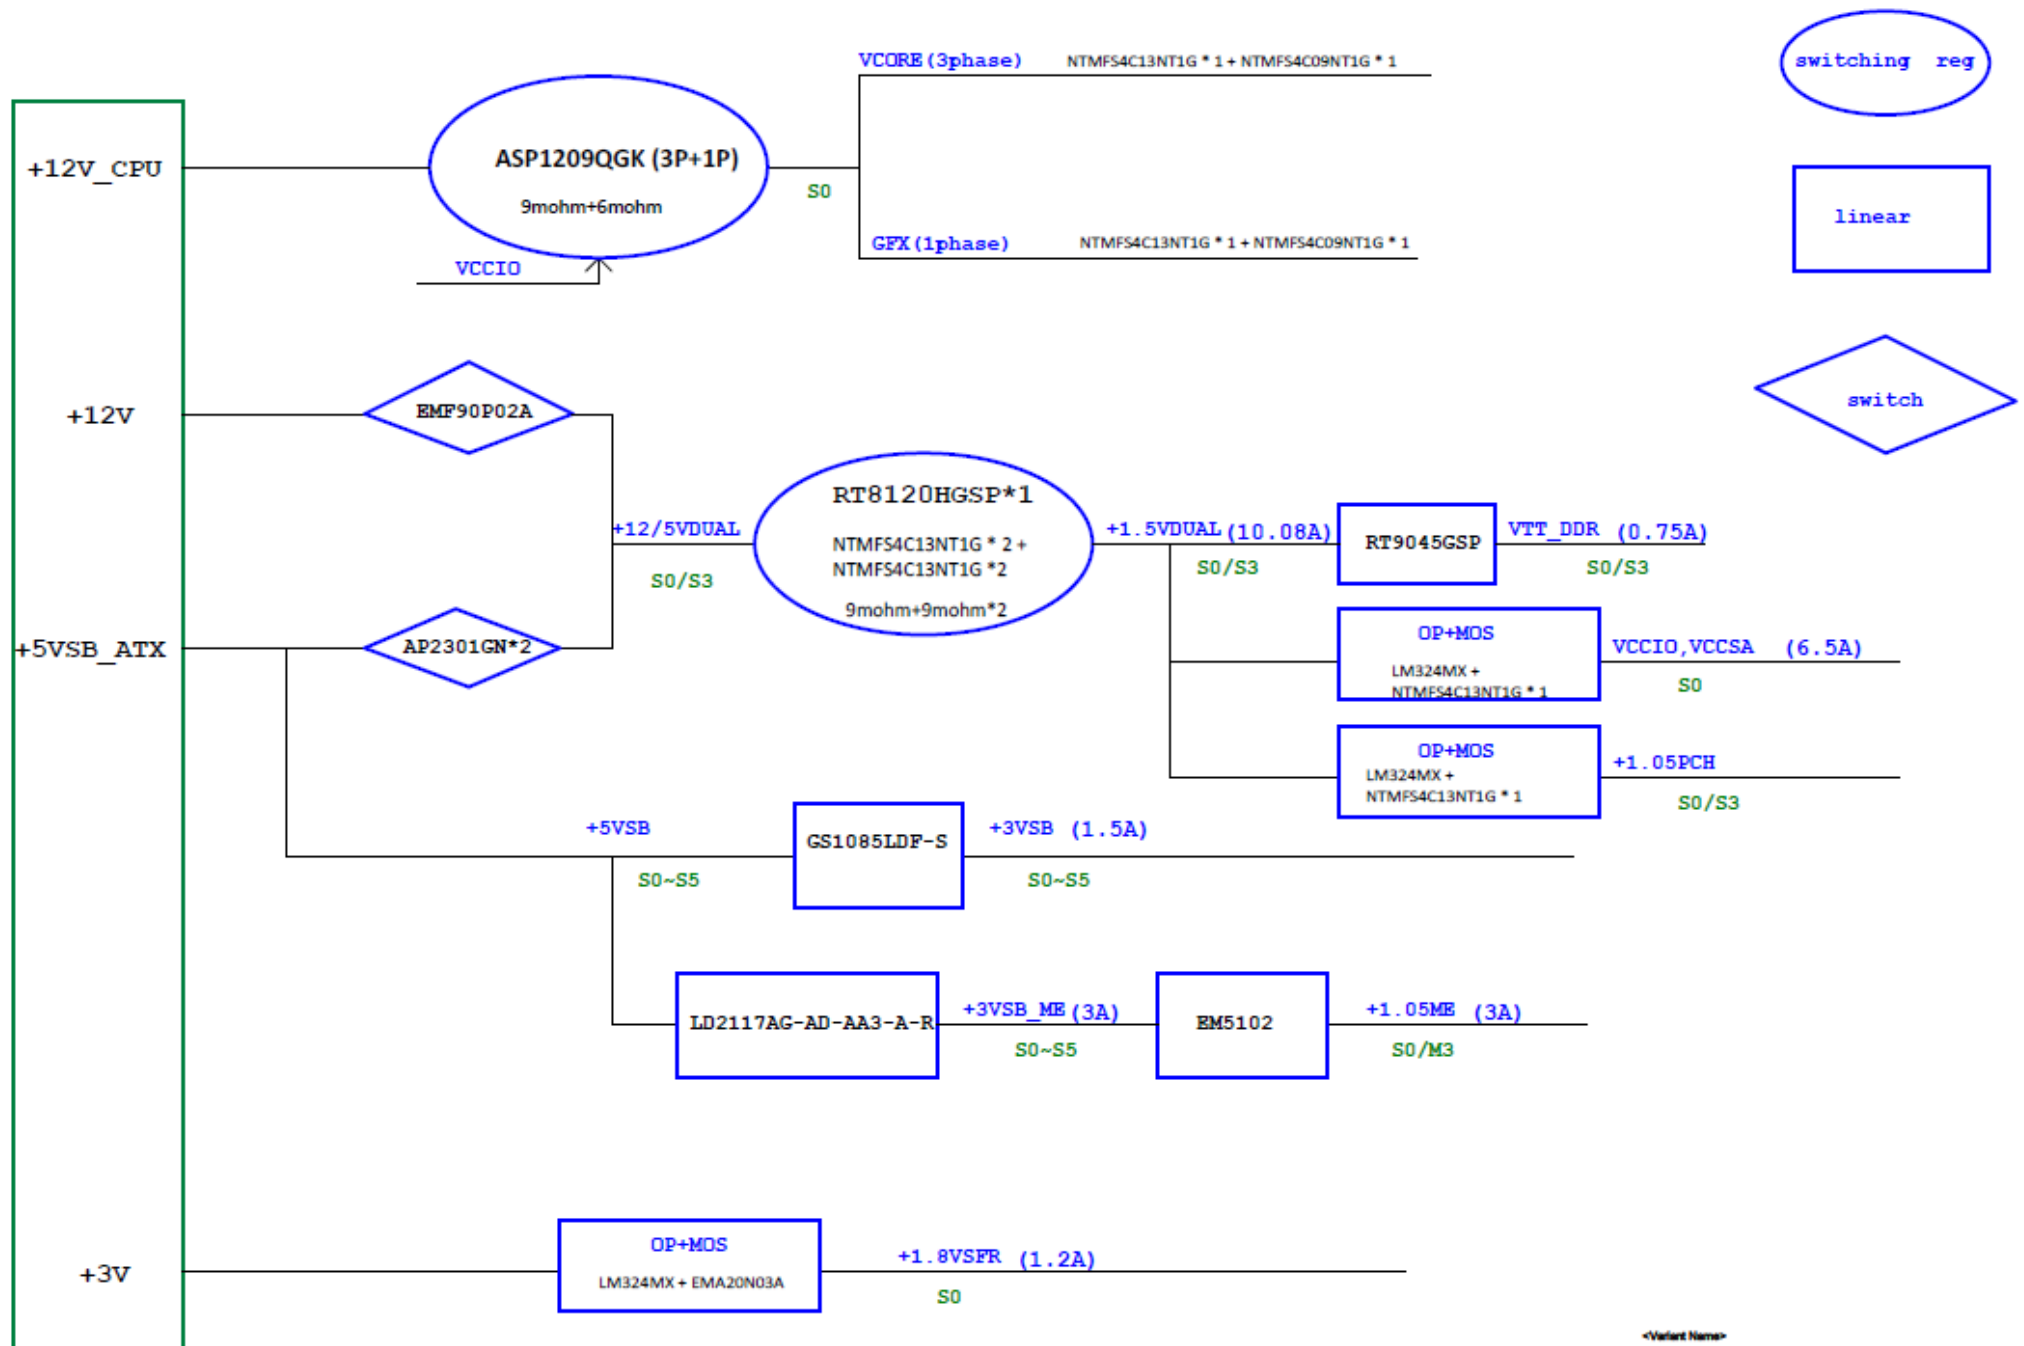 VCORE(3phase) NTMFS4C13NT1G * 1 + NTMFS4C09NT1G * 1
switching reg
+12V_CPU
ASP1209QGK (3P+1P)
9mohm+6mohm
S0
linear
GFX(1phase) NTMFS4C13NT1G * 1 + NTMFS4C09NT1G * 1
VCCIO
switch
+12V
EMF90P02A
+12/5VDUAL
S0/S3
RT8120HGSP*1
NTMFS4C13NT1G * 2 +
NTMFS4C13NT1G *2
9mohm+9mohm*2
+1.5VDUAL (10.08A)
S0/S3
RT9045GSP
VTT_DDR (0.75A)
S0/S3
+5VSB_ATX
AP2301GN*2
OP+MOS
LM324MX +
NTMFS4C13NT1G * 1
VCCIO,VCCSA (6.5A)
S0
OP+MOS
LM324MX +
NTMFS4C13NT1G * 1
+1.05PCH
S0/S3
+5VSB
S0~S5
GS1085LDF-S
+3VSB (1.5A)
S0~S5
LD2117AG-AD-AA3-A-R
+3VSB_ME (3A)
S0~S5
EM5102
+1.05ME (3A)
S0/M3
+3V
OP+MOS
LM324MX + EMA20N03A
+1.8VSFR (1.2A)
S0
<Variant Name>